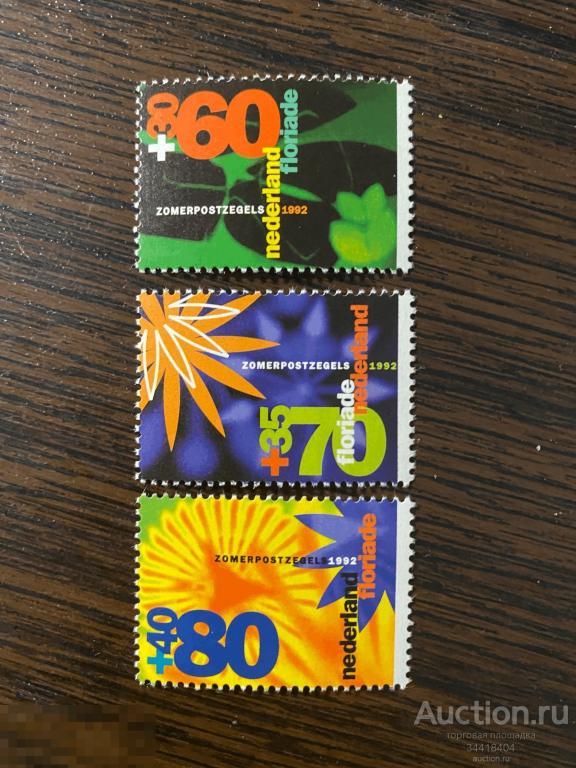 +30 60
nederland floriade
ZOMERPOSTZEGELS 1992
ZOMERPOSTZEGELS 1992
floriade nederland
+35 70
ZOMERPOSTZEGELS 1992
nederland floriade
+40 80
Auction.ru
торговая площадка
34418404
auction.ru